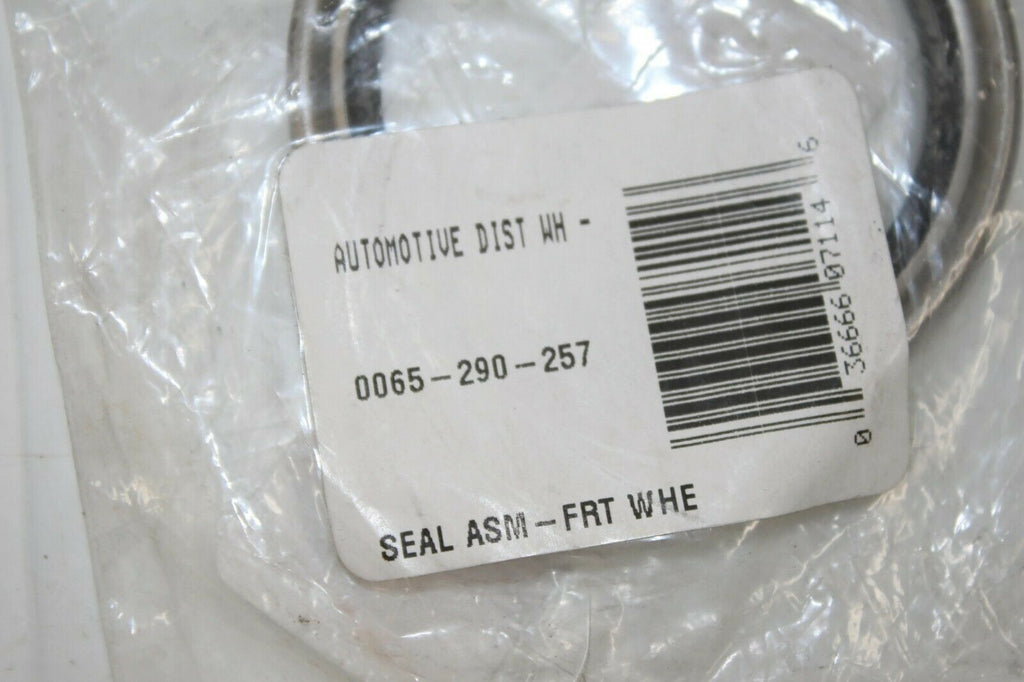 AUTOMOTIVE DIST WH -
0065-290-257
SEAL ASM-FRT WHE
0 36666 07114 6